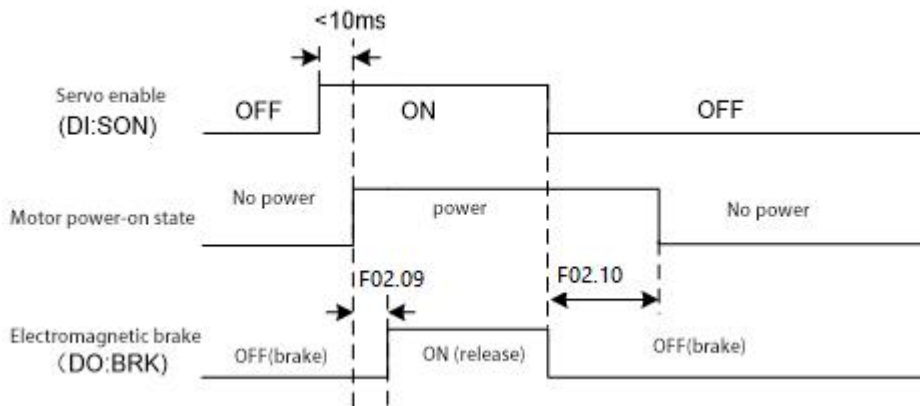 <10ms
Servo enable
(DI:SON)
OFF
ON
OFF
Motor power-on state
No power
power
No power
F02.09
F02.10
Electromagnetic brake
（DO:BRK)
OFF(brake)
ON (release)
OFF(brake)